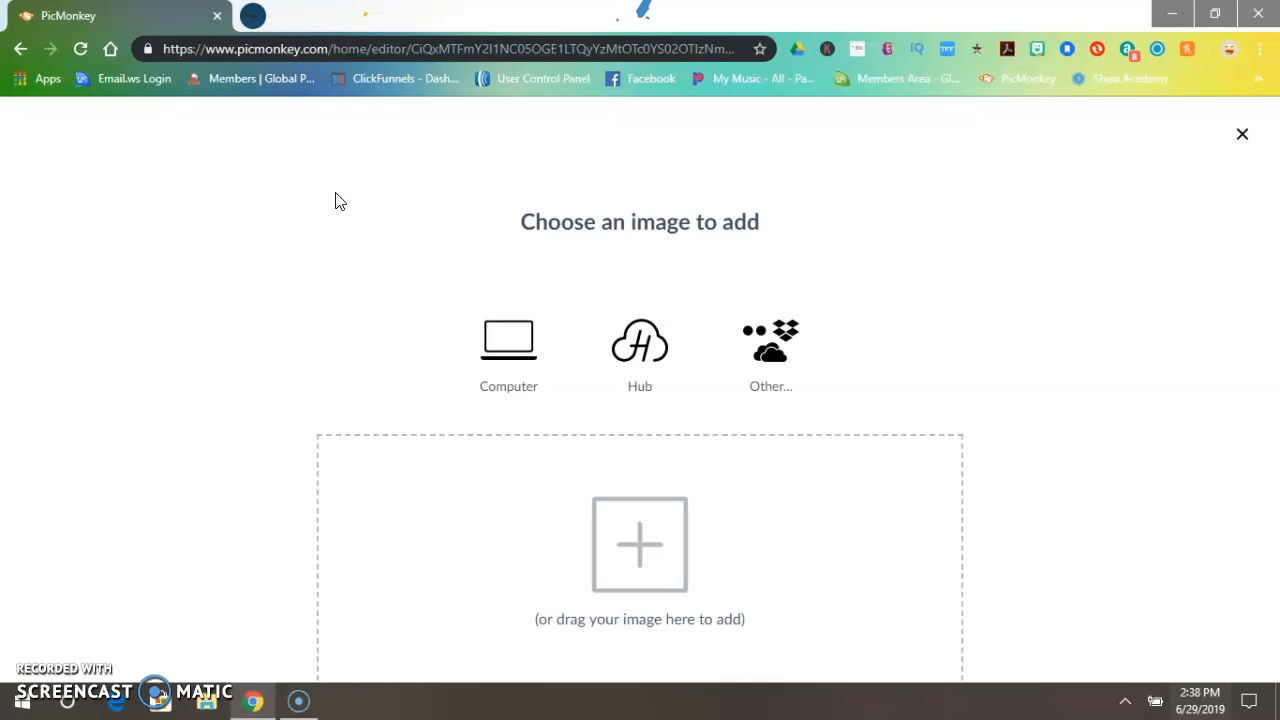 PicMonkey
https://www.picmonkey.com/home/editor/CiQxMTFmY2I1NC05OGE1LTQyYzMtOTc0YS02OTIzNm...
Apps Email.ws Login Members | Global P... ClickFunnels - Dash... User Control Panel Facebook My Music - All - Pa... Members Area - Gl... PicMonkey Shaw Academy
Choose an image to add
Computer Hub Other...
(or drag your image here to add)
RECORDED WITH
SCREENCAST MATIC
2:38 PM
6/29/2019